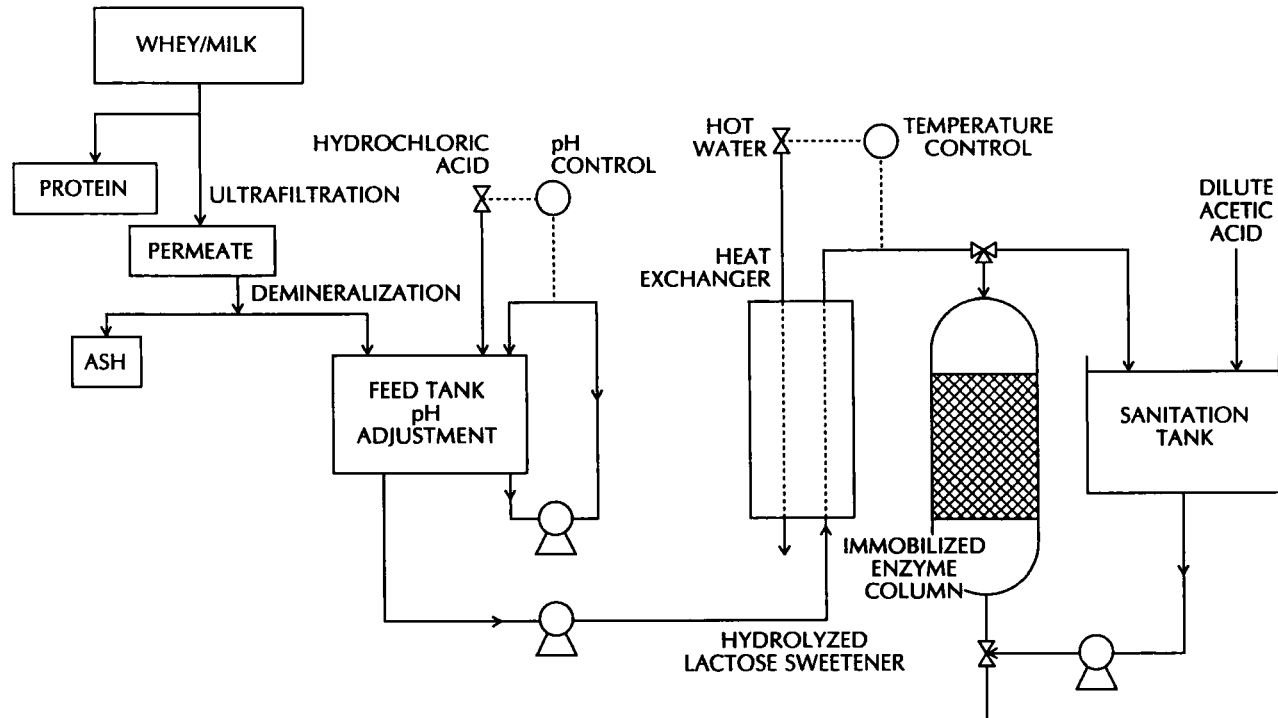 WHEY/MILK
PROTEIN
ULTRAFILTRATION
PERMEATE
DEMINERALIZATION
ASH
HYDROCHLORIC
ACID
pH
CONTROL
FEED TANK
pH
ADJUSTMENT
HOT
WATER
TEMPERATURE
CONTROL
HEAT
EXCHANGER
DILUTE
ACETIC
ACID
SANITATION
TANK
IMMOBILIZED
ENZYME
COLUMN
HYDROLYZED
LACTOSE SWEETENER